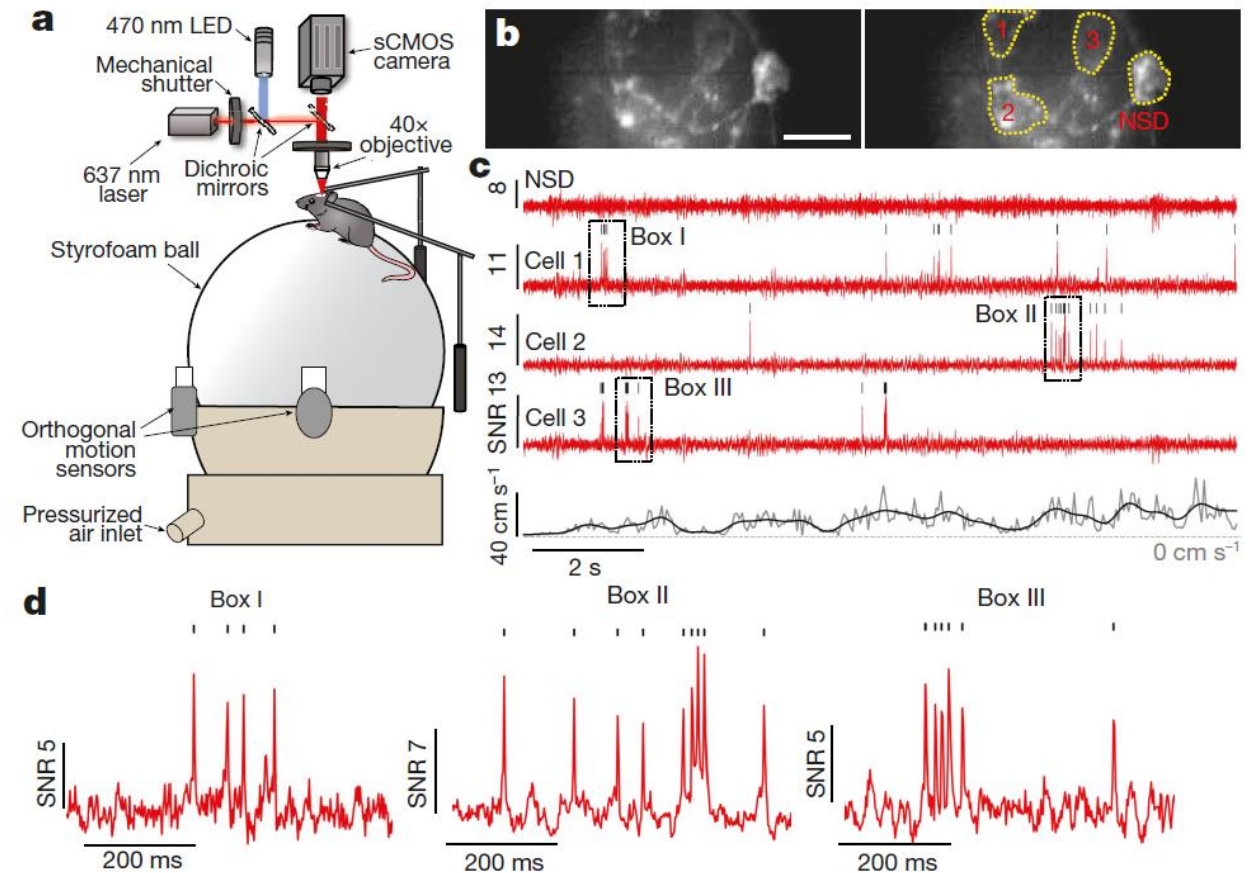 a
470 nm LED
sCMOS
camera
Mechanical
shutter
40×
objective
637 nm
laser
Dichroic
mirrors
Styrofoam ball
Orthogonal
motion
sensors
Pressurized
air inlet
b
1
2
3
NSD
c
8
NSD
Box I
11
Cell 1
Box II
14
Cell 2
Box III
SNR 13
Cell 3
40 cm s⁻¹
0 cm s⁻¹
2 s
d
Box I
SNR 5
200 ms
Box II
SNR 7
200 ms
Box III
SNR 5
200 ms